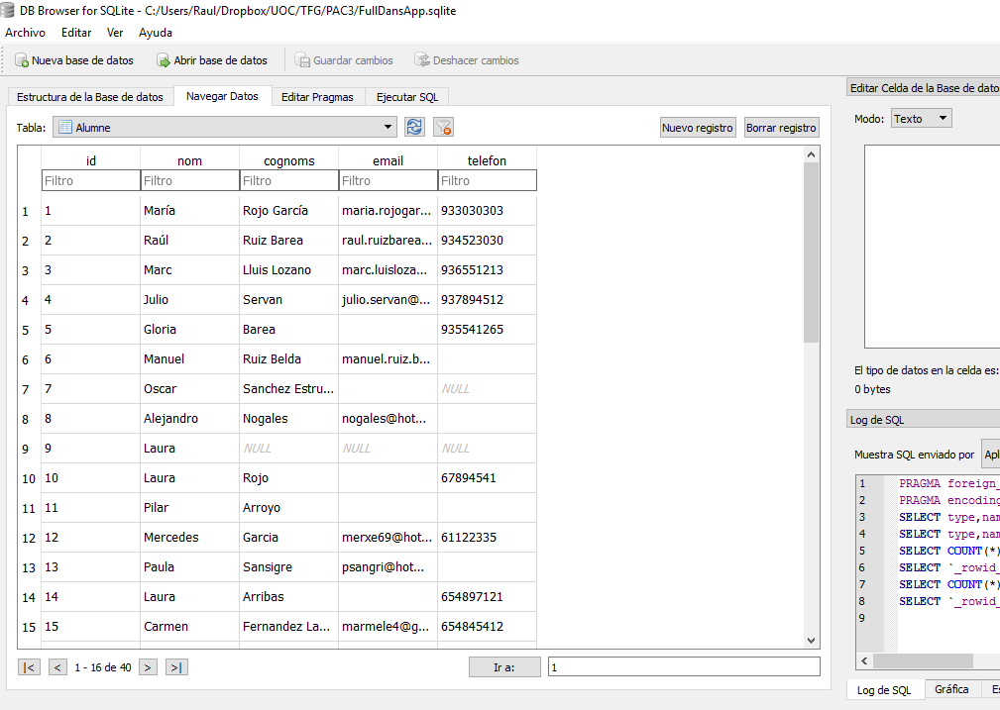 DB Browser for SQLite - C:/Users/Raul/Dropbox/UOC/TFG/PAC3/FullDansApp.sqlite
Archivo Editar Ver Ayuda
Nueva base de datos Abrir base de datos Guardar cambios Deshacer cambios
Estructura de la Base de datos Navegar Datos Editar Pragmas Ejecutar SQL
Tabla: Alumne Nuevo registro Borrar registro
id nom cognoms email telefon
Filtro Filtro Filtro Filtro Filtro
1 1 María Rojo García maria.rojogar... 933030303
2 2 Raúl Ruiz Barea raul.ruizbarea... 934523030
3 3 Marc Lluis Lozano marc.luisloza... 936551213
4 4 Julio Servan julio.servan@... 937894512
5 5 Gloria Barea 935541265
6 6 Manuel Ruiz Belda manuel.ruiz.b...
7 7 Oscar Sanchez Estru... NULL
8 8 Alejandro Nogales nogales@hot...
9 9 Laura NULL NULL NULL
10 10 Laura Rojo 67894541
11 11 Pilar Arroyo
12 12 Mercedes Garcia merxe69@hot... 61122335
13 13 Paula Sansigre psangri@hot...
14 14 Laura Arribas 654897121
15 15 Carmen Fernandez La... marmele4@g... 654845412
|< < 1 - 16 de 40 > >| Ir a: 1
Editar Celda de la Base de dato
Modo: Texto
El tipo de datos en la celda es:
0 bytes
Log de SQL
Muestra SQL enviado por Apl
1 PRAGMA foreign_
2 PRAGMA encoding
3 SELECT type,nam
4 SELECT type,nam
5 SELECT COUNT(*)
6 SELECT `_rowid_
7 SELECT COUNT(*)
8 SELECT `_rowid_
9
Log de SQL Gráfica Es